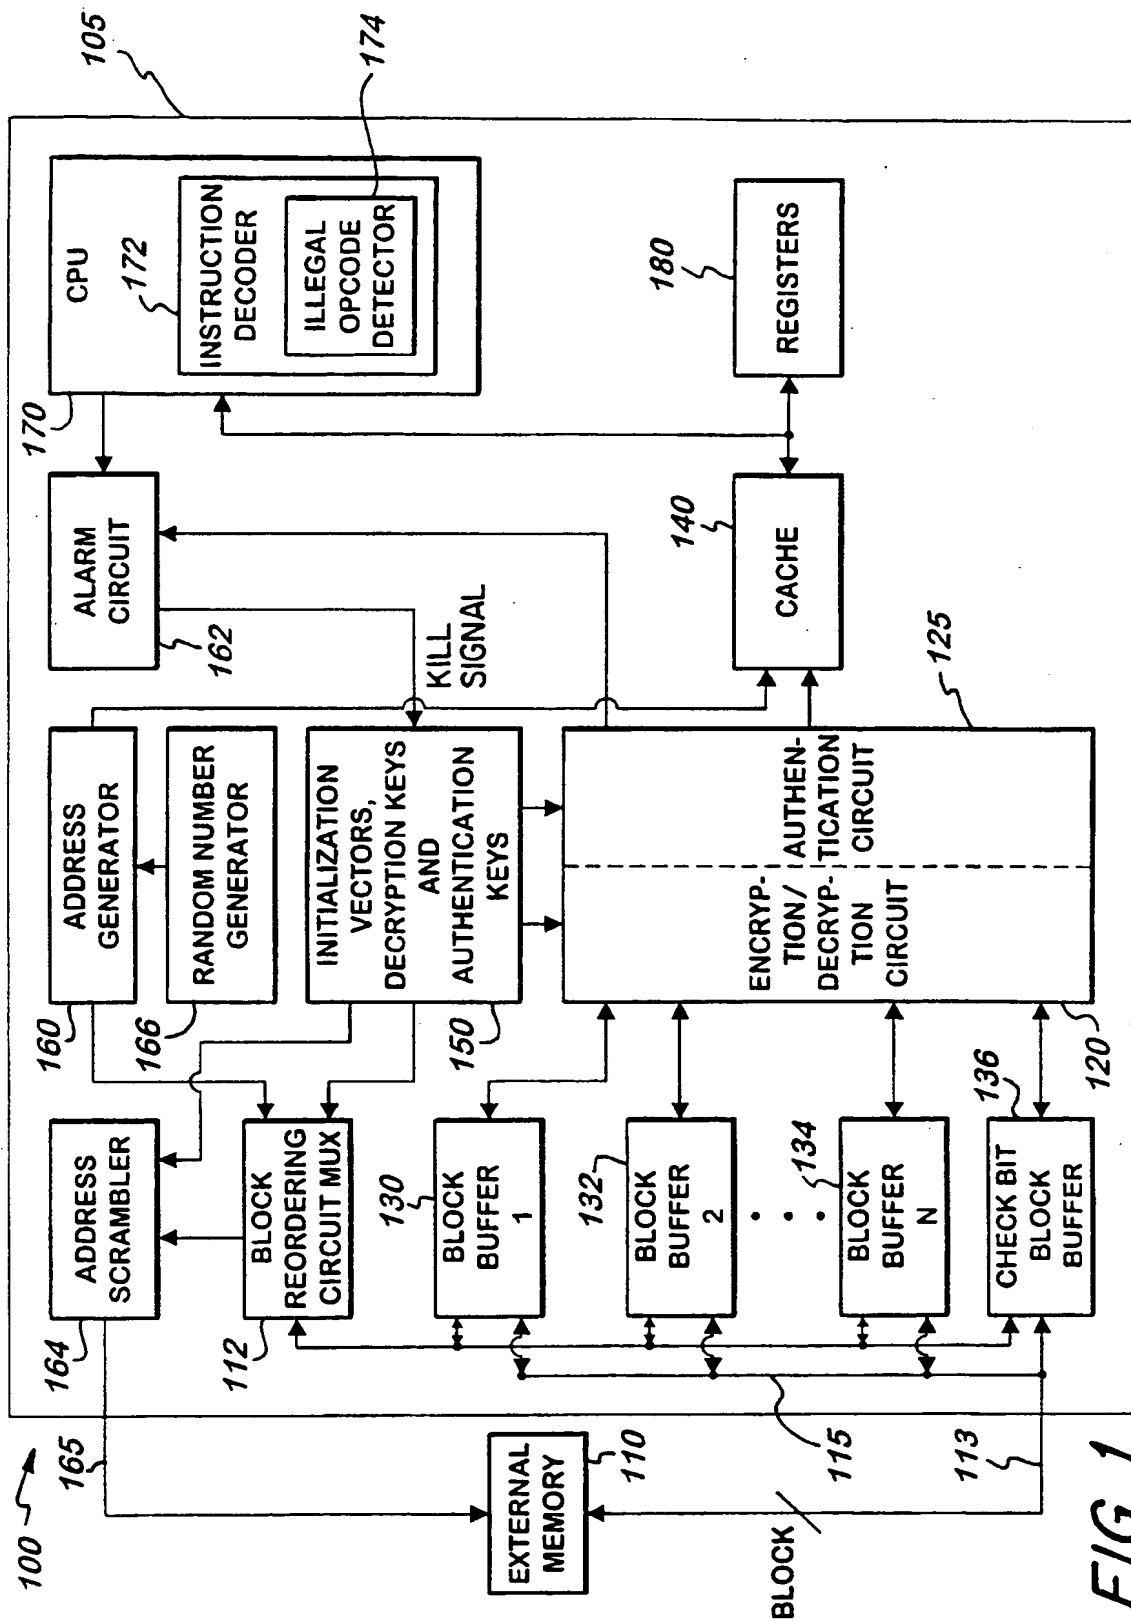 100
165
164
ADDRESS
SCRAMBLER
160
ADDRESS
GENERATOR
166
RANDOM NUMBER
GENERATOR
162
ALARM
CIRCUIT
170
CPU
172
INSTRUCTION
DECODER
ILLEGAL
OPCODE
DETECTOR
105
174
112
BLOCK
REORDERING
CIRCUIT MUX
150
INITIALIZATION
VECTORS,
DECRYPTION KEYS
AND
AUTHENTICATION
KEYS
KILL
SIGNAL
EXTERNAL
MEMORY
110
130
BLOCK
BUFFER
1
132
BLOCK
BUFFER
2
134
BLOCK
BUFFER
N
136
CHECK BIT
BLOCK
BUFFER
120
ENCRYP-
TION/
DECRYP-
TION
CIRCUIT
AUTHEN-
TICATION
CIRCUIT
125
140
CACHE
180
REGISTERS
BLOCK
115
113
FIG. 1